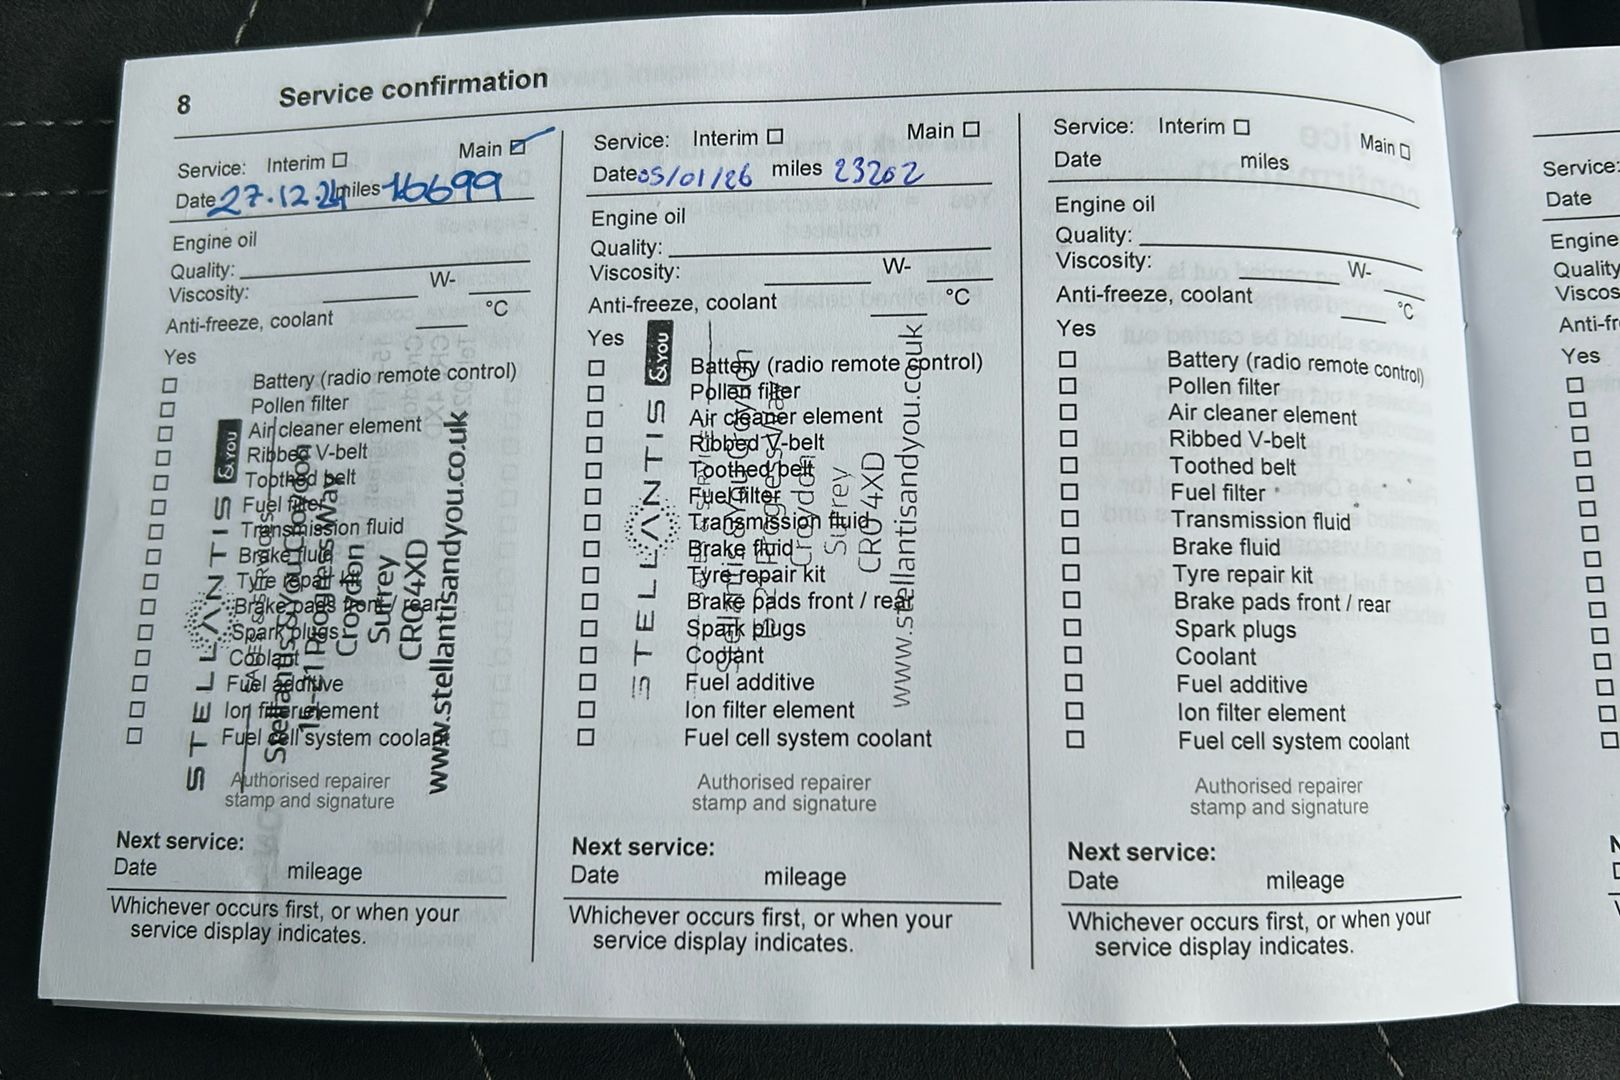 8 Service confirmation
Service: Interim Main
Date 27.12.24 miles 16699
Engine oil
Quality:
Viscosity: W-
Anti-freeze, coolant °C
Yes
Battery (radio remote control)
Pollen filter
Air cleaner element
Ribbed V-belt
Toothed belt
Fuel filter
Transmission fluid
Brake fluid
Tyre repair kit
Brake pads front / rear
Spark plugs
Coolant
Fuel additive
Ion filter element
Fuel cell system coolant
STELLANTIS &YOU
Stellantis &You Croydon
Progress Way
Croydon
Surrey
CR0 4XD
www.stellantisandyou.co.uk
Authorised repairer
stamp and signature
Next service:
Date mileage
Whichever occurs first, or when your
service display indicates.
Service: Interim Main
Date 05/01/26 miles 23202
Engine oil
Quality:
Viscosity: W-
Anti-freeze, coolant °C
Yes
Battery (radio remote control)
Pollen filter
Air cleaner element
Ribbed V-belt
Toothed belt
Fuel filter
Transmission fluid
Brake fluid
Tyre repair kit
Brake pads front / rear
Spark plugs
Coolant
Fuel additive
Ion filter element
Fuel cell system coolant
STELLANTIS &YOU
Stellantis &You Croydon
Progress Way
Croydon
Surrey
CR0 4XD
www.stellantisandyou.co.uk
Authorised repairer
stamp and signature
Next service:
Date mileage
Whichever occurs first, or when your
service display indicates.
Service: Interim Main
Date miles
Engine oil
Quality:
Viscosity: W-
Anti-freeze, coolant °C
Yes
Battery (radio remote control)
Pollen filter
Air cleaner element
Ribbed V-belt
Toothed belt
Fuel filter
Transmission fluid
Brake fluid
Tyre repair kit
Brake pads front / rear
Spark plugs
Coolant
Fuel additive
Ion filter element
Fuel cell system coolant
Authorised repairer
stamp and signature
Next service:
Date mileage
Whichever occurs first, or when your
service display indicates.
Service:
Date
Engine
Quality
Viscos
Anti-fr
Yes